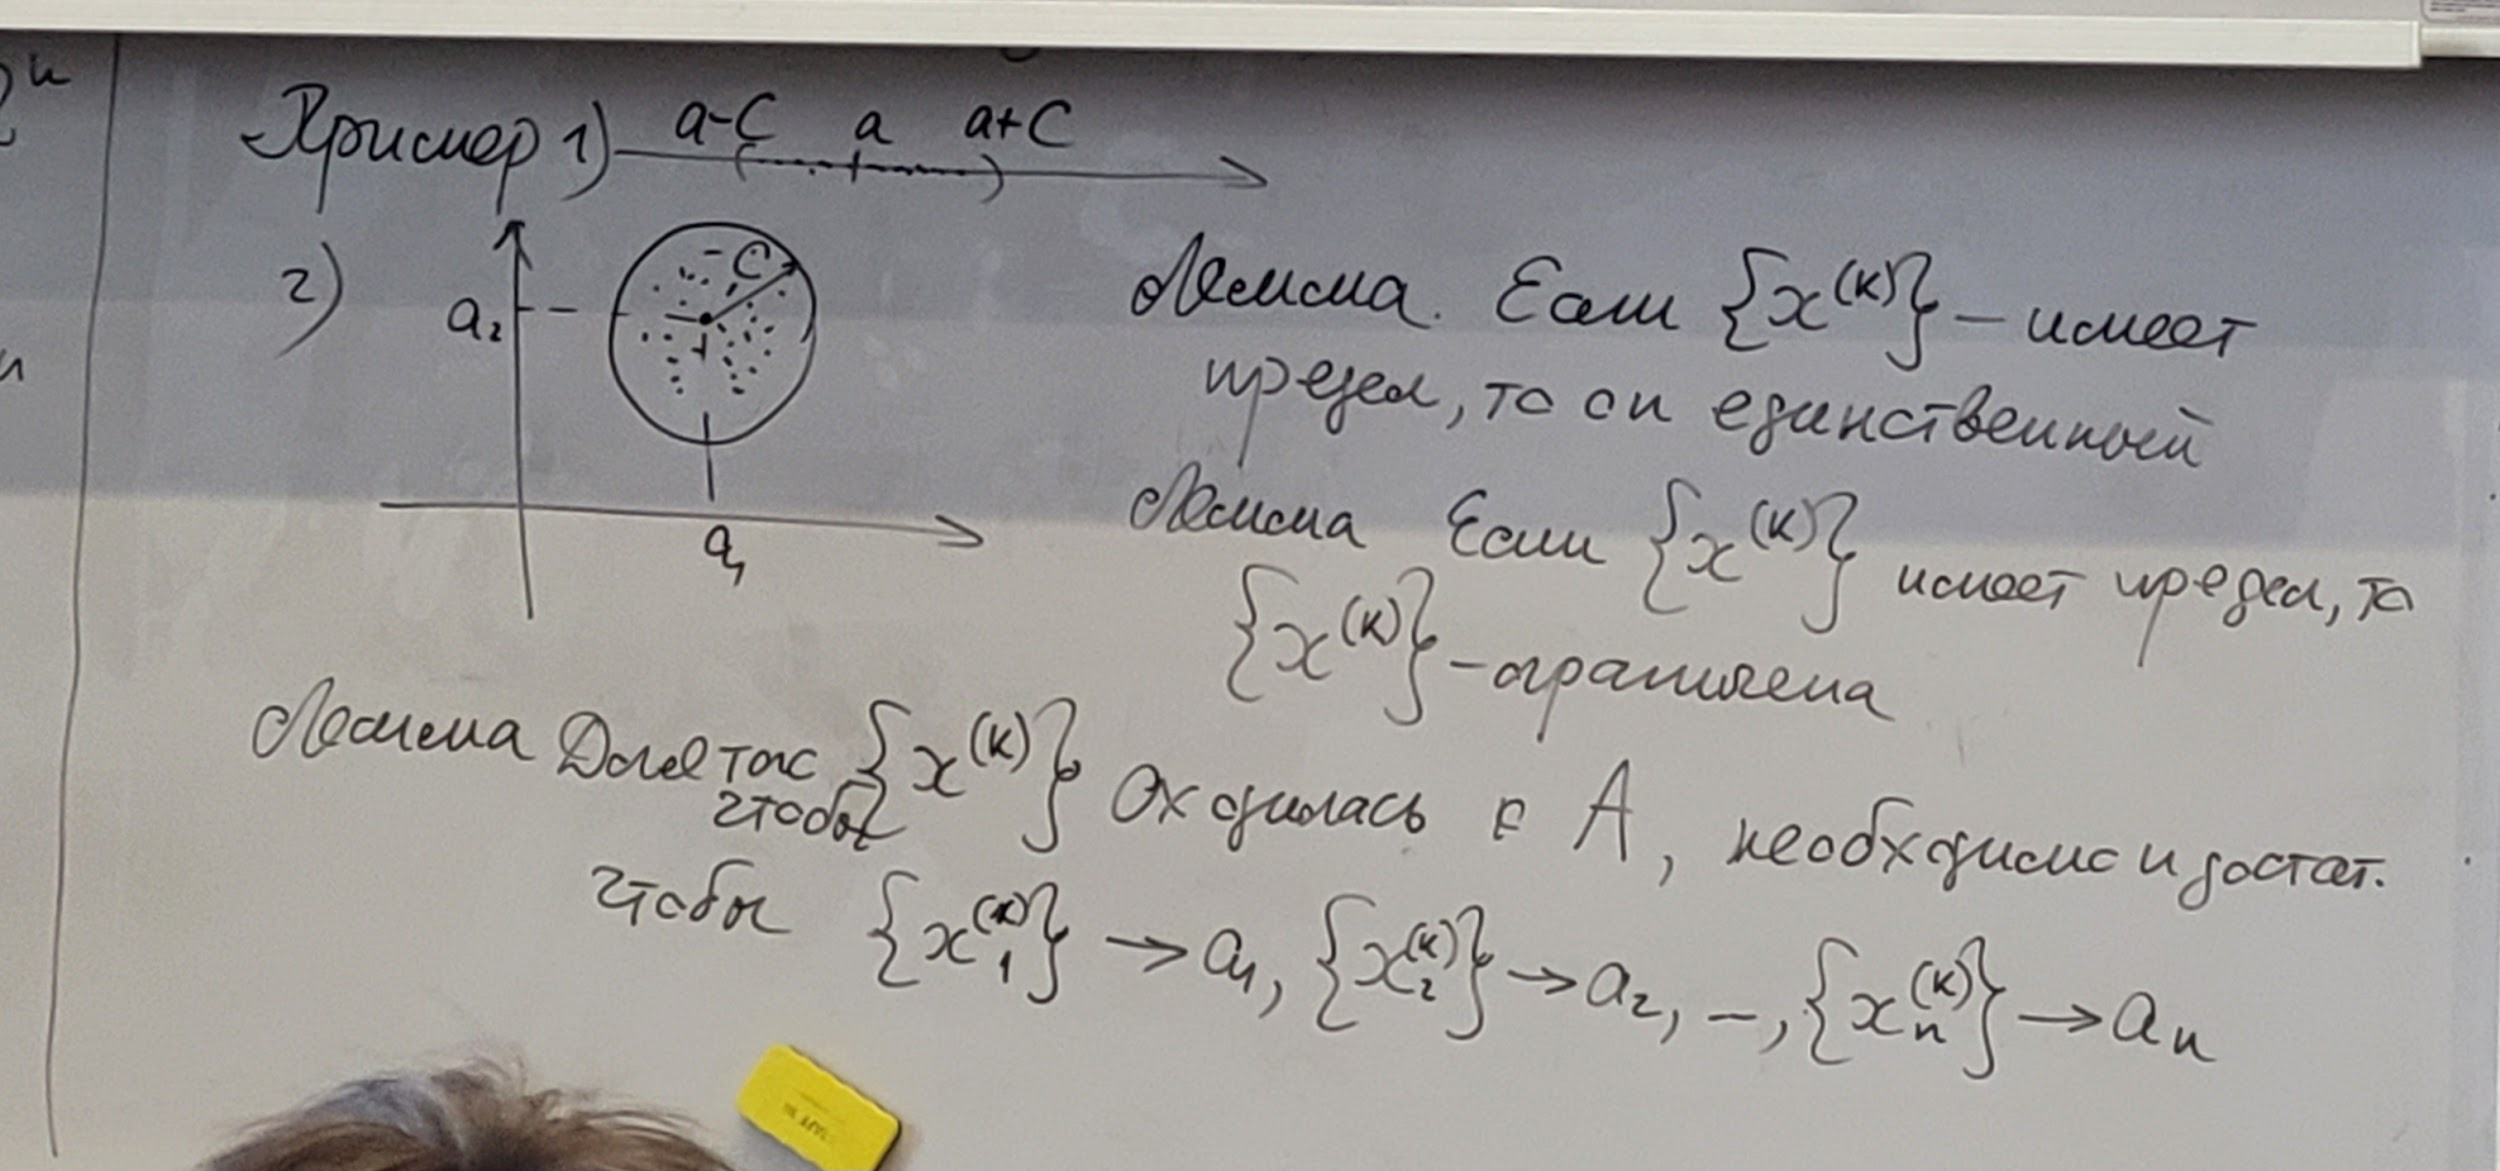 Пример 1) a-C a a+C
2) C
a₂
a₁
Лемма. Если {x^(k)} – имеет
предел, то он единственный
Лемма Если {x^(k)} имеет предел, то
{x^(k)} – ограничена
Лемма Для того {x^(k)} сходилась к A, необходимо и достат.
чтобы
чтобы {x₁^(k)} → a₁, {x₂^(k)} → a₂, –, {xₙ^(k)} → aₙ